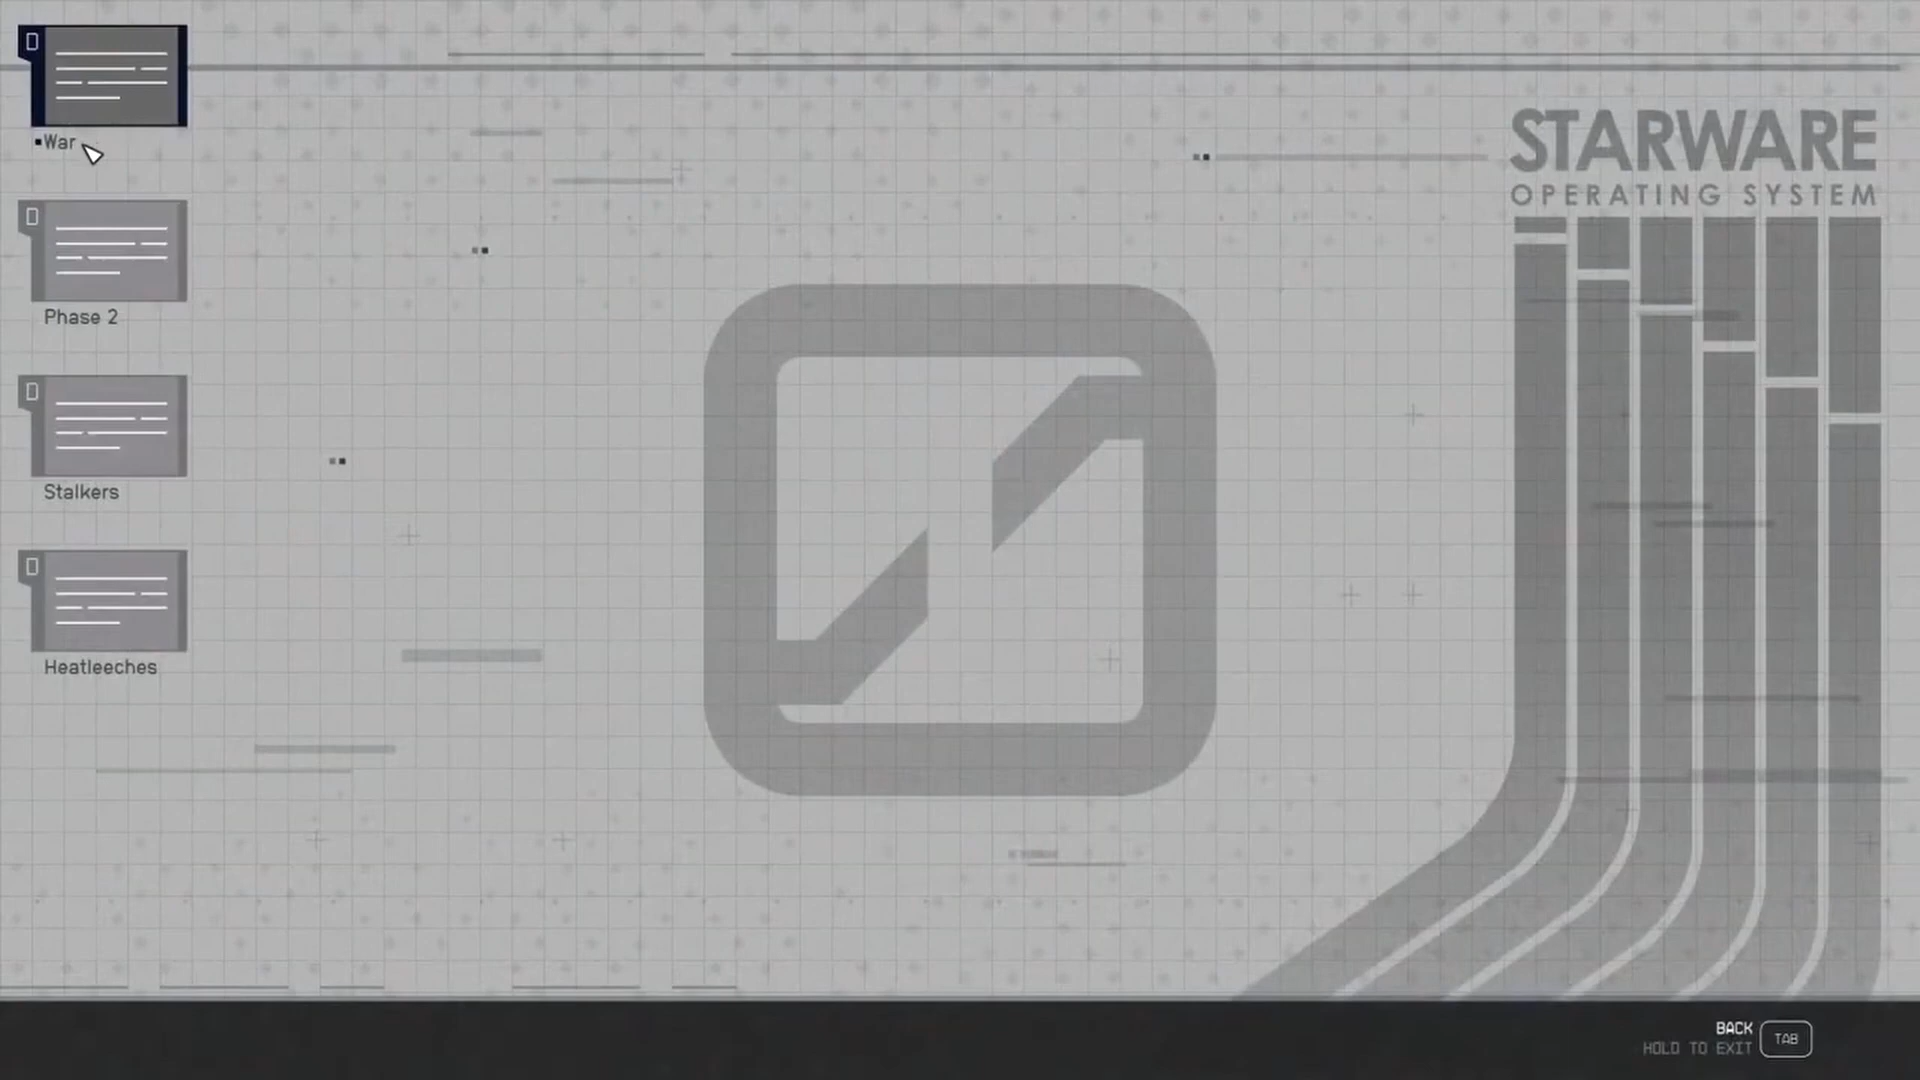 War
Phase 2
Stalkers
Heatleeches
STARWARE
OPERATING SYSTEM
BACK
HOLD TO EXIT
TAB